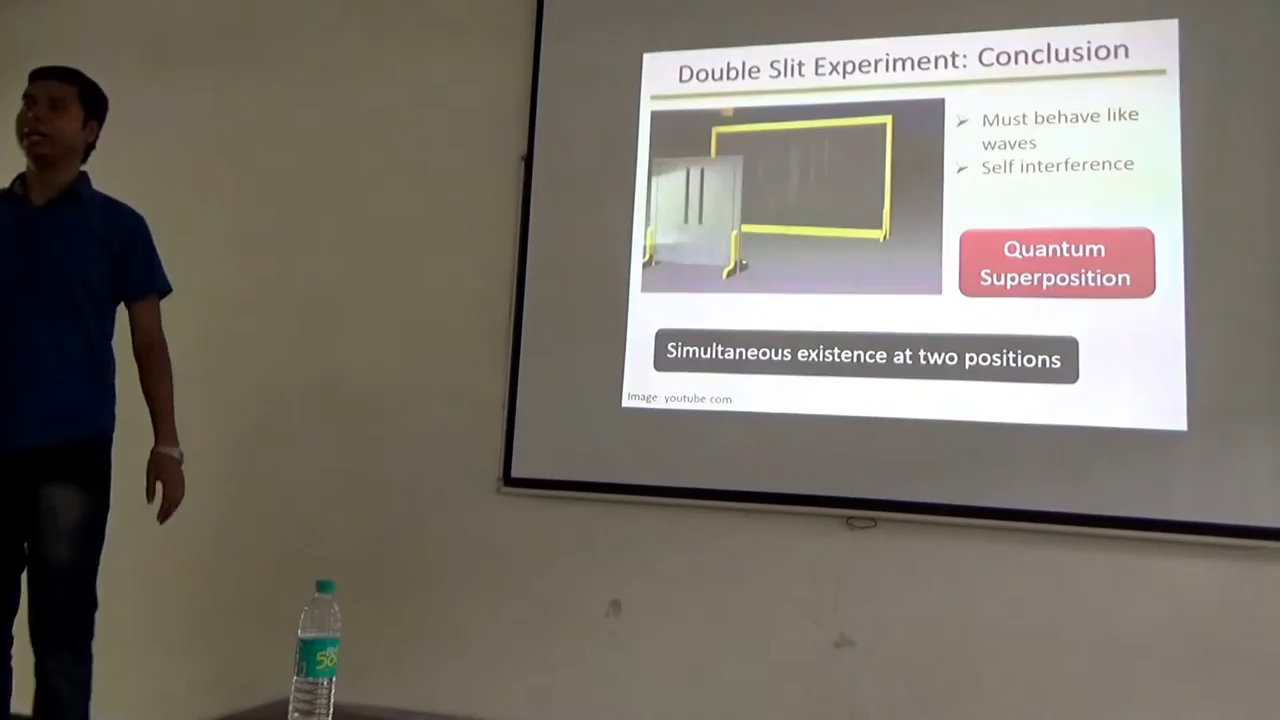 Double Slit Experiment: Conclusion
➢ Must behave like
waves
➢ Self interference
Quantum
Superposition
Simultaneous existence at two positions
Image youtube com
50